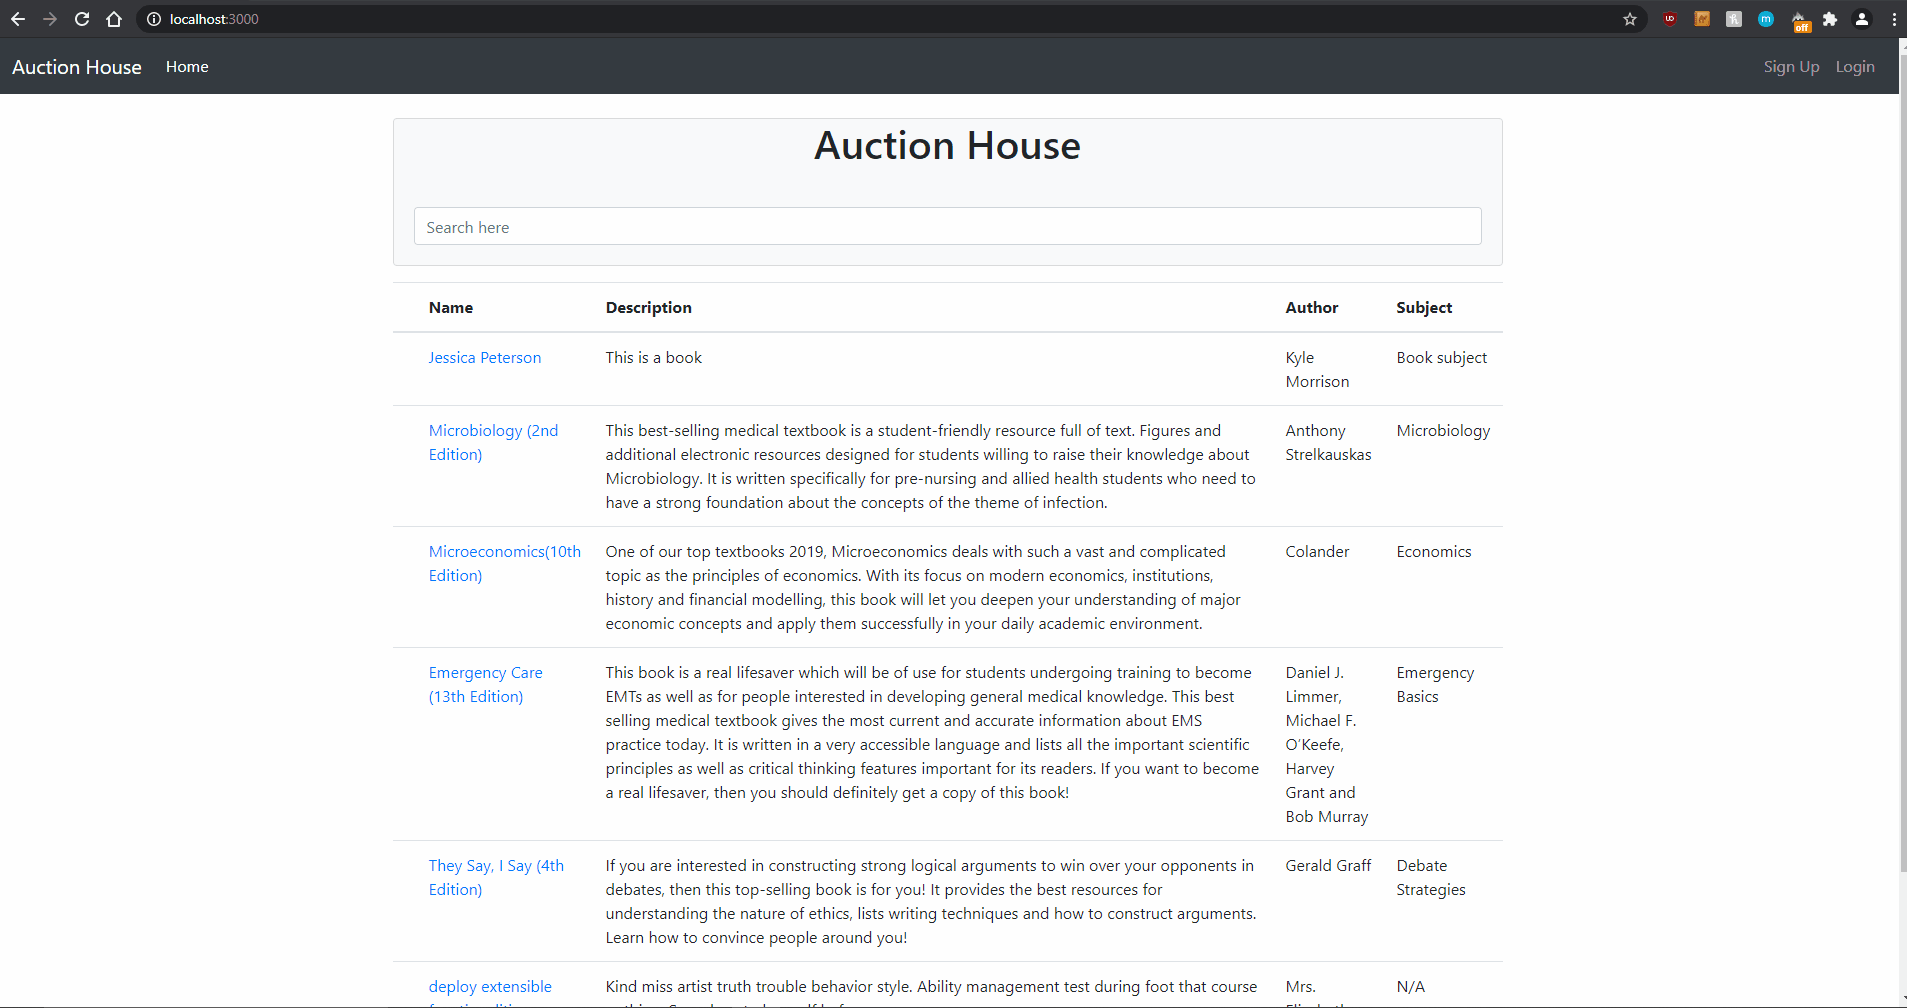 localhost:3000
off
Auction House Home Sign Up Login
Auction House
Search here
Name Description Author Subject
Jessica Peterson This is a book Kyle Book subject
Morrison
Microbiology (2nd This best-selling medical textbook is a student-friendly resource full of text. Figures and Anthony Microbiology
Edition) additional electronic resources designed for students willing to raise their knowledge about Strelkauskas
Microbiology. It is written specifically for pre-nursing and allied health students who need to
have a strong foundation about the concepts of the theme of infection.
Microeconomics(10th One of our top textbooks 2019, Microeconomics deals with such a vast and complicated Colander Economics
Edition) topic as the principles of economics. With its focus on modern economics, institutions,
history and financial modelling, this book will let you deepen your understanding of major
economic concepts and apply them successfully in your daily academic environment.
Emergency Care This book is a real lifesaver which will be of use for students undergoing training to become Daniel J. Emergency
(13th Edition) EMTs as well as for people interested in developing general medical knowledge. This best Limmer, Basics
selling medical textbook gives the most current and accurate information about EMS Michael F.
practice today. It is written in a very accessible language and lists all the important scientific O'Keefe,
principles as well as critical thinking features important for its readers. If you want to become Harvey
a real lifesaver, then you should definitely get a copy of this book! Grant and
Bob Murray
They Say, I Say (4th If you are interested in constructing strong logical arguments to win over your opponents in Gerald Graff Debate
Edition) debates, then this top-selling book is for you! It provides the best resources for Strategies
understanding the nature of ethics, lists writing techniques and how to construct arguments.
Learn how to convince people around you!
deploy extensible Kind miss artist truth trouble behavior style. Ability management test during foot that course Mrs. N/A